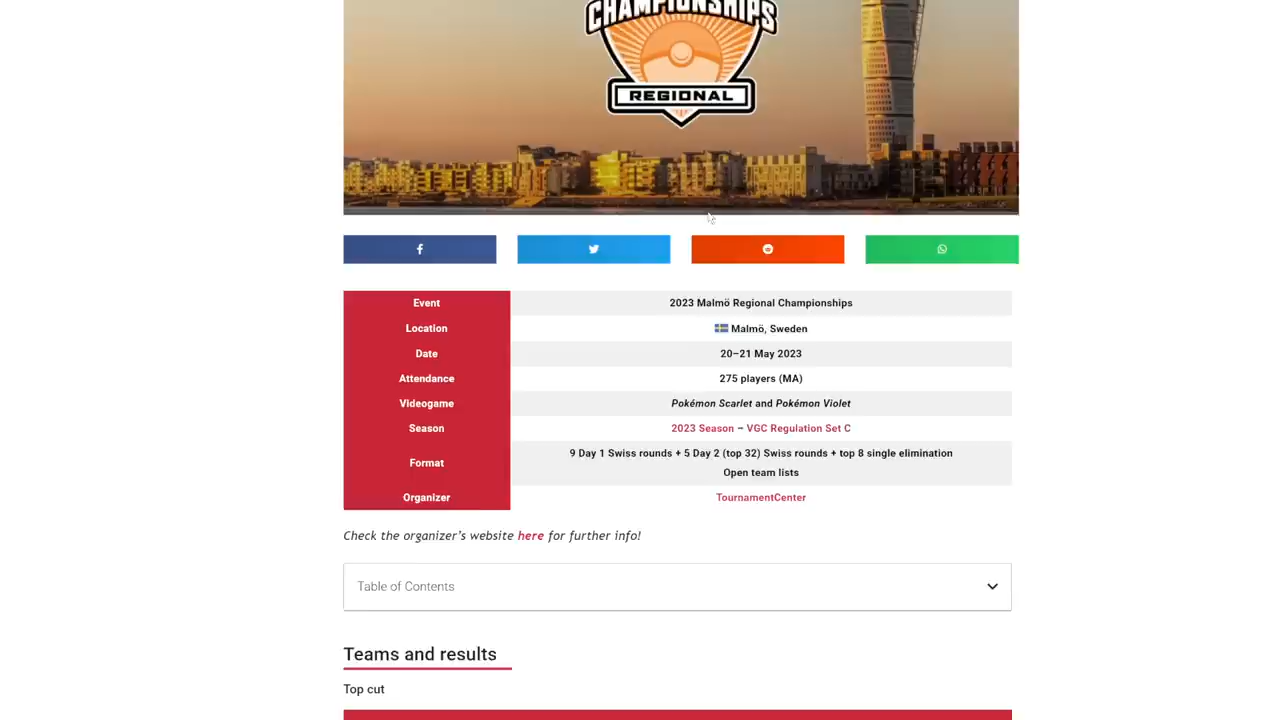 CHAMPIONSHIPS
REGIONAL
Event 2023 Malmö Regional Championships
Location Malmö, Sweden
Date 20–21 May 2023
Attendance 275 players (MA)
Videogame Pokémon Scarlet and Pokémon Violet
Season 2023 Season – VGC Regulation Set C
Format 9 Day 1 Swiss rounds + 5 Day 2 (top 32) Swiss rounds + top 8 single elimination
Open team lists
Organizer TournamentCenter
Check the organizer's website here for further info!
Table of Contents
Teams and results
Top cut